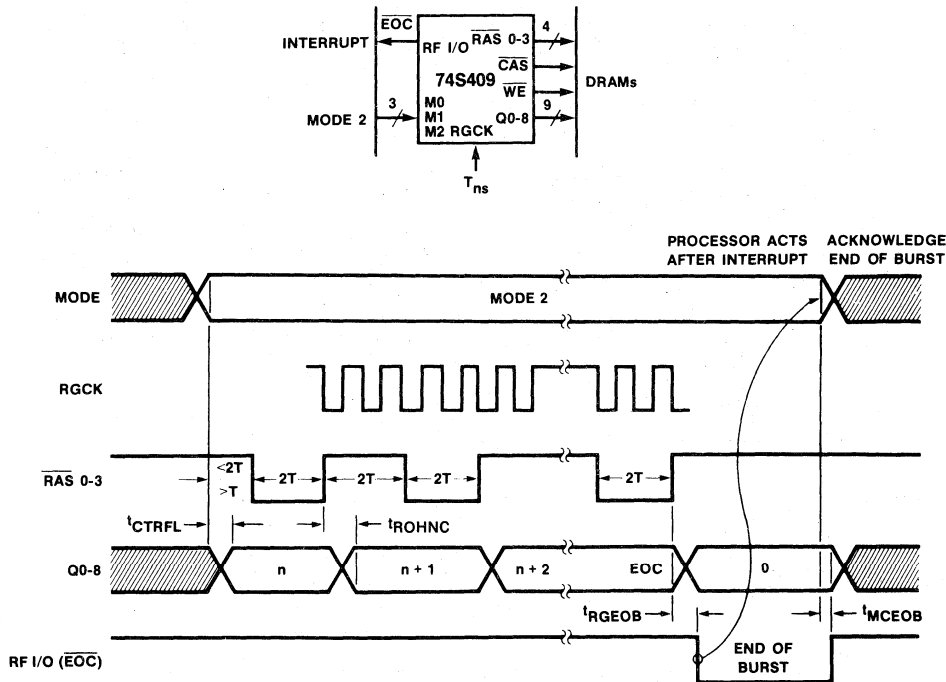 EOC
INTERRUPT
RF I/O RAS 0-3 4
CAS
74S409
WE
DRAMs
MODE 2 3
M0
M1
M2 RGCK
Q0-8 9
Tns
PROCESSOR ACTS
AFTER INTERRUPT
ACKNOWLEDGE
END OF BURST
MODE
MODE 2
RGCK
RAS 0-3
<2T
>T
2T 2T 2T 2T
tCTRFL
tROHNC
Q0-8
n n + 1 n + 2 EOC 0
tRGEOB
tMCEOB
RF I/O (EOC)
END OF
BURST